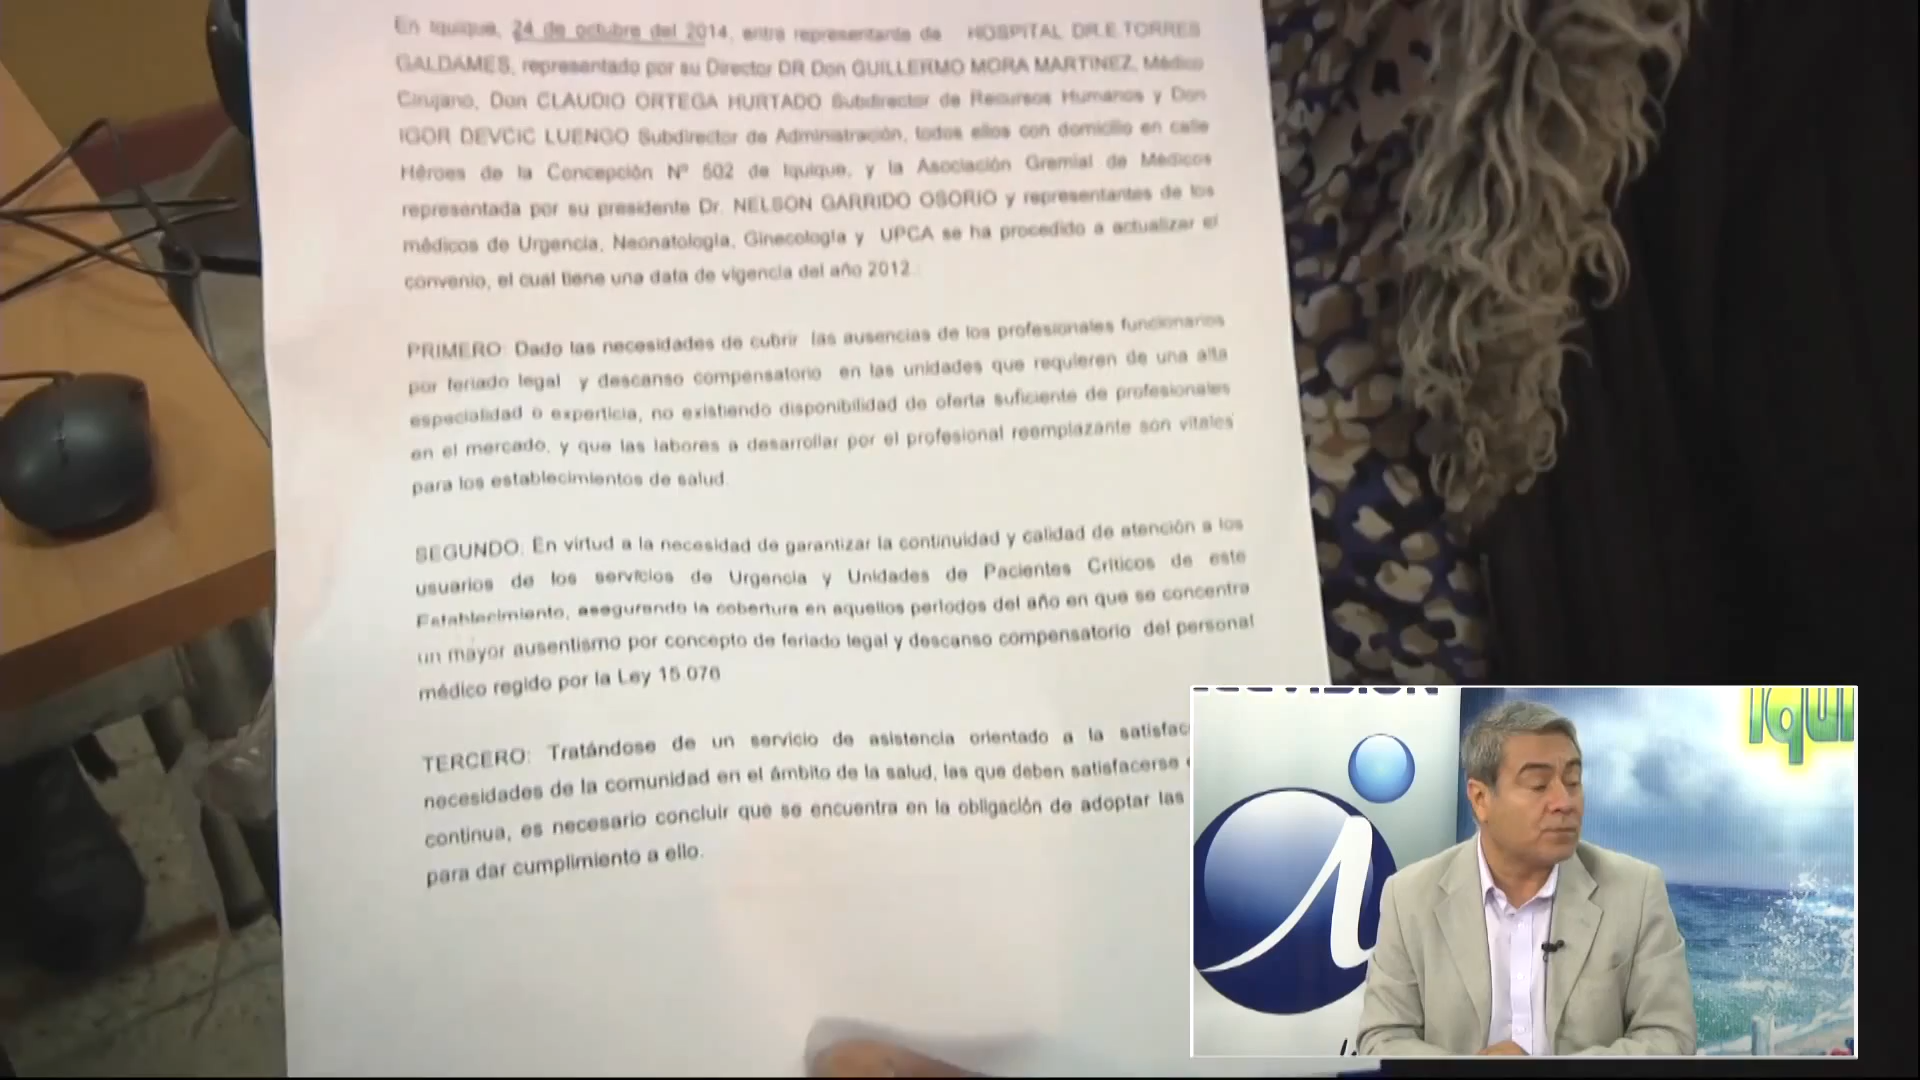 En Iquique, 24 de octubre del 2014, entre representante de HOSPITAL DR.E.TORRES
GALDAMES, representado por su Director DR Don GUILLERMO MORA MARTINEZ, Médico
Cirujano, Don CLAUDIO ORTEGA HURTADO Subdirector de Recursos Humanos y Don
IGOR DEVCIC LUENGO Subdirector de Administración, todos ellos con domicilio en calle
Héroes de la Concepción Nº 502 de Iquique, y la Asociación Gremial de Médicos
representada por su presidente Dr. NELSON GARRIDO OSORIO y representantes de los
médicos de Urgencia, Neonatología, Ginecología y UPCA se ha procedido a actualizar el
convenio, el cual tiene una data de vigencia del año 2012.
PRIMERO: Dado las necesidades de cubrir las ausencias de los profesionales funcionarios
por feriado legal y descanso compensatorio en las unidades que requieren de una alta
especialidad o experticia, no existiendo disponibilidad de oferta suficiente de profesionales
en el mercado, y que las labores a desarrollar por el profesional reemplazante son vitales
para los establecimientos de salud.
SEGUNDO: En virtud a la necesidad de garantizar la continuidad y calidad de atención a los
usuarios de los servicios de Urgencia y Unidades de Pacientes Críticos de este
Establecimiento, asegurando la cobertura en aquellos periodos del año en que se concentra
un mayor ausentismo por concepto de feriado legal y descanso compensatorio del personal
médico regido por la Ley 15.076
TERCERO: Tratándose de un servicio de asistencia orientado a la satisfac
necesidades de la comunidad en el ámbito de la salud, las que deben satisfacerse
continua, es necesario concluir que se encuentra en la obligación de adoptar las
para dar cumplimiento a ello.
iqui